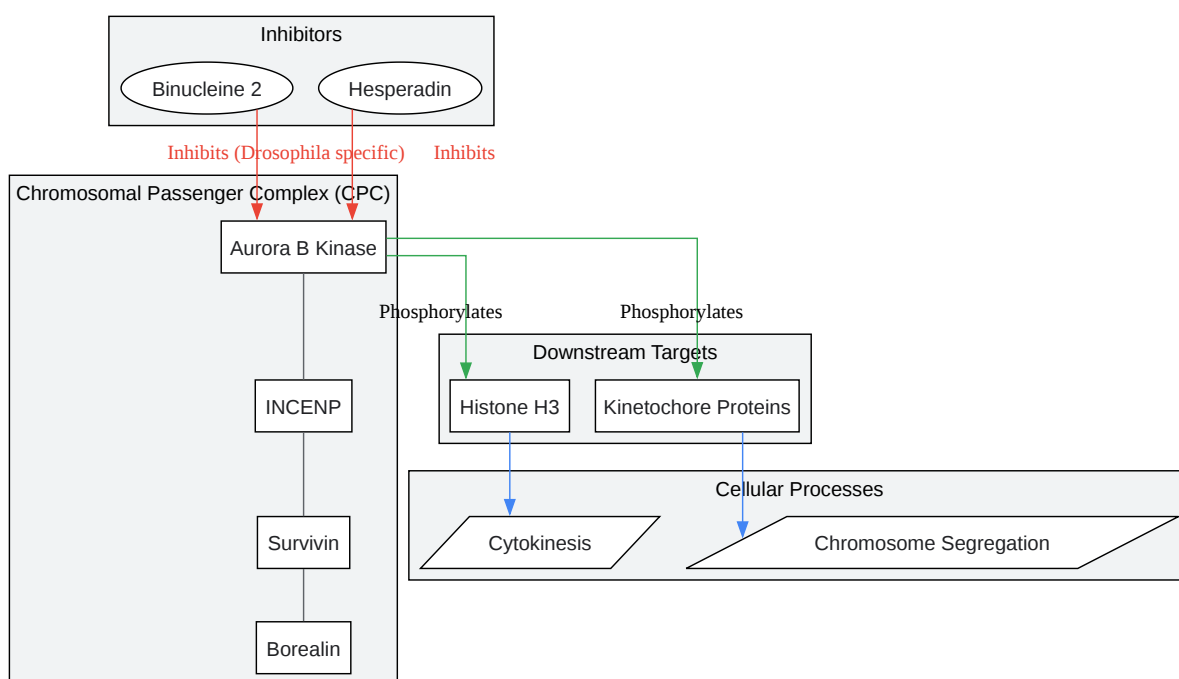 Inhibitors
Binucleine 2
Hesperadin
Inhibits (Drosophila specific)
Inhibits
Chromosomal Passenger Complex (CPC)
Aurora B Kinase
Phosphorylates
Phosphorylates
Downstream Targets
INCENP
Histone H3
Kinetochore Proteins
Cellular Processes
Survivin
Cytokinesis
Chromosome Segregation
Borealin